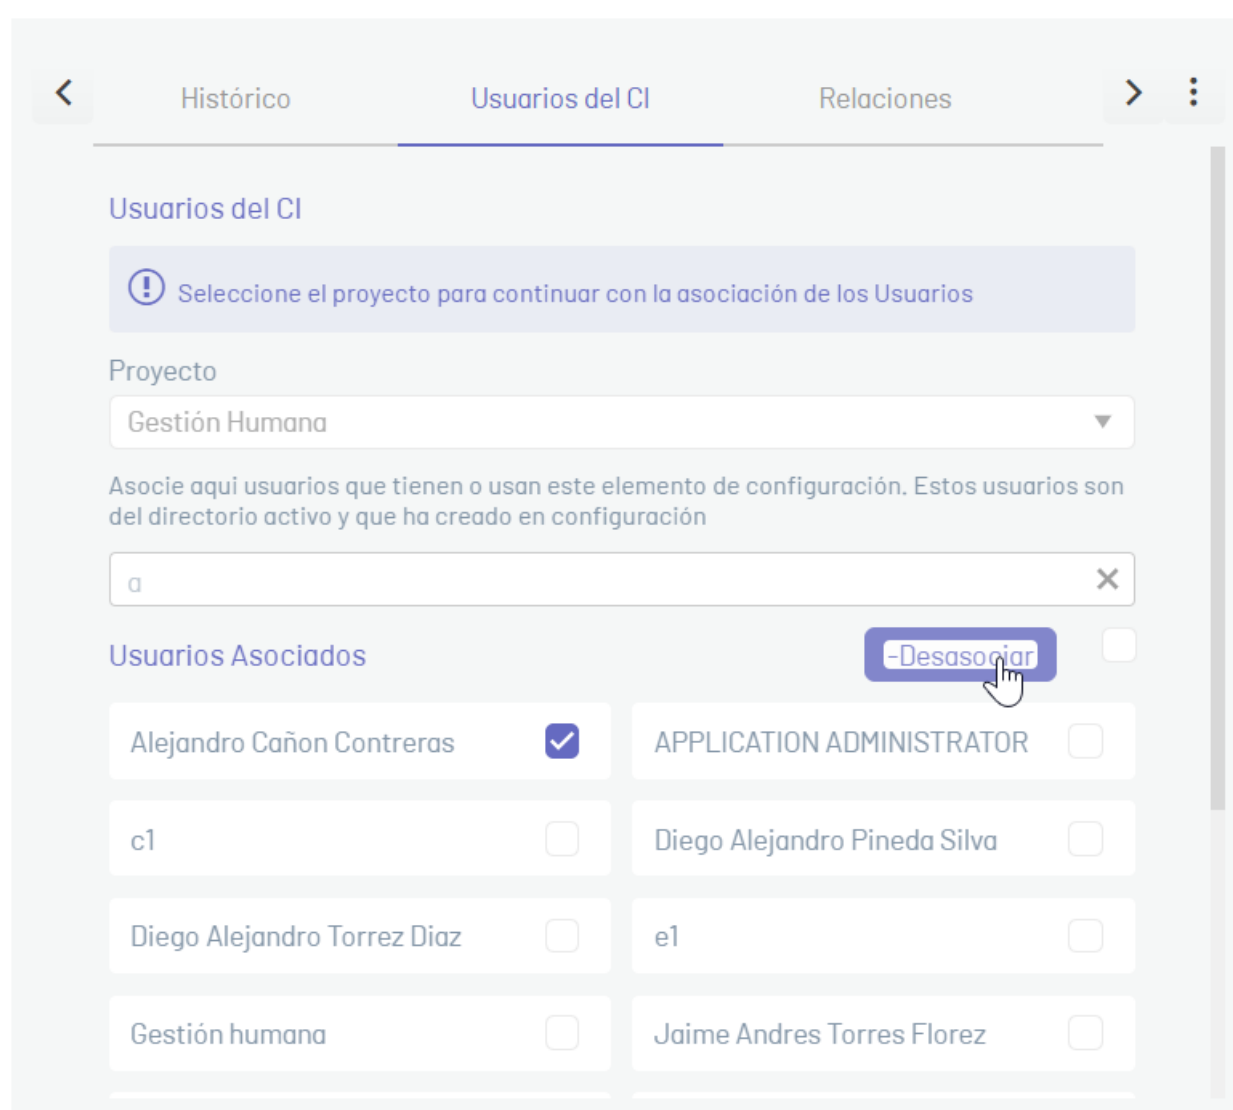 Histórico
Usuarios del CI
Relaciones
Usuarios del CI
Seleccione el proyecto para continuar con la asociación de los Usuarios
Proyecto
Gestión Humana
Asocie aqui usuarios que tienen o usan este elemento de configuración. Estos usuarios son
del directorio activo y que ha creado en configuración
a
Usuarios Asociados
-Desasociar
Alejandro Cañon Contreras
APPLICATION ADMINISTRATOR
c1
Diego Alejandro Pineda Silva
Diego Alejandro Torrez Diaz
e1
Gestión humana
Jaime Andres Torres Florez